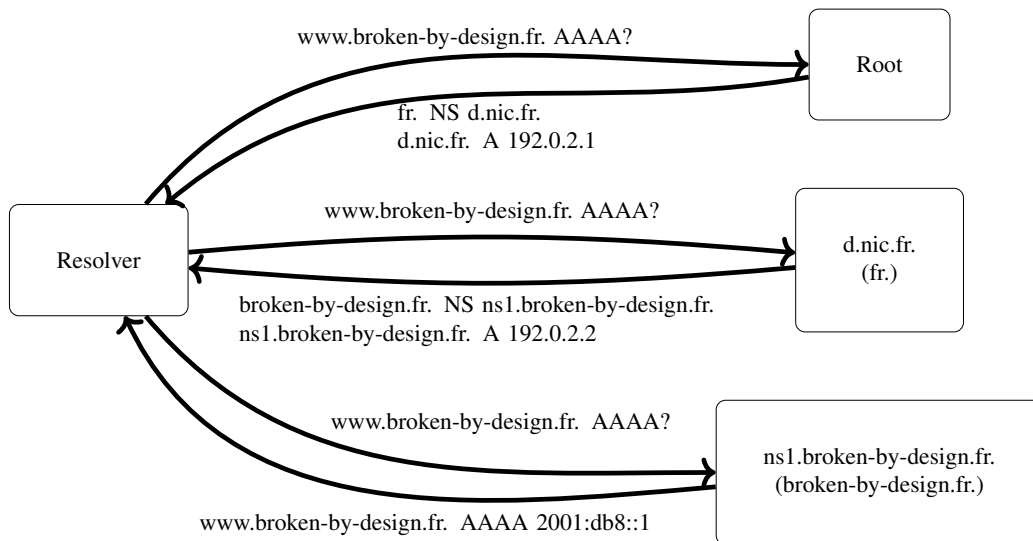 www.broken-by-design.fr. AAAA?
Root
fr. NS d.nic.fr.
d.nic.fr. A 192.0.2.1
www.broken-by-design.fr. AAAA?
Resolver
d.nic.fr.
(fr.)
broken-by-design.fr. NS ns1.broken-by-design.fr.
ns1.broken-by-design.fr. A 192.0.2.2
www.broken-by-design.fr. AAAA?
ns1.broken-by-design.fr.
(broken-by-design.fr.)
www.broken-by-design.fr. AAAA 2001:db8::1